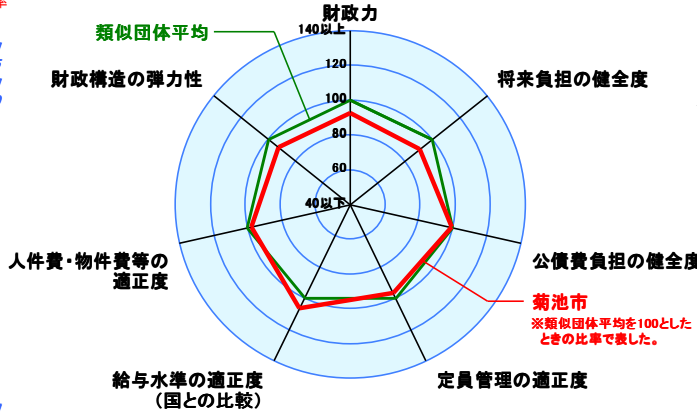 財政力
140以上
類似団体平均
120
財政構造の弾力性
将来負担の健全度
100
80
60
40以下
人件費・物件費等の
適正度
公債費負担の健全度
菊池市
※類似団体平均を100とした
ときの比率で表した。
給与水準の適正度
(国との比較)
定員管理の適正度